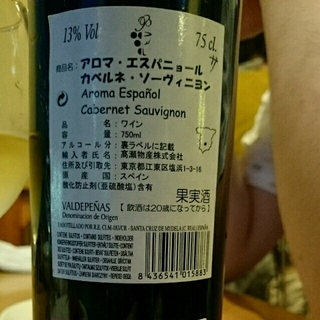 13% Vol
75 cl.
商品名:アロマ・エスパニョール
カベルネ・ソーヴィニヨン
Aroma Español
Cabernet Sauvignon
品名:ワイン
容量:750ml
アルコール分:裏ラベルに記載
輸入者氏名:高瀬物産株式会社
住所及び引取先:東京都江東区塩浜1-3-16
原産国名:スペイン
酸化防止剤(亜硫酸塩)含有
果実酒
VALDEPEÑAS
Denominacion de Origen
【飲酒は20歳になってから】
8 436541 015883